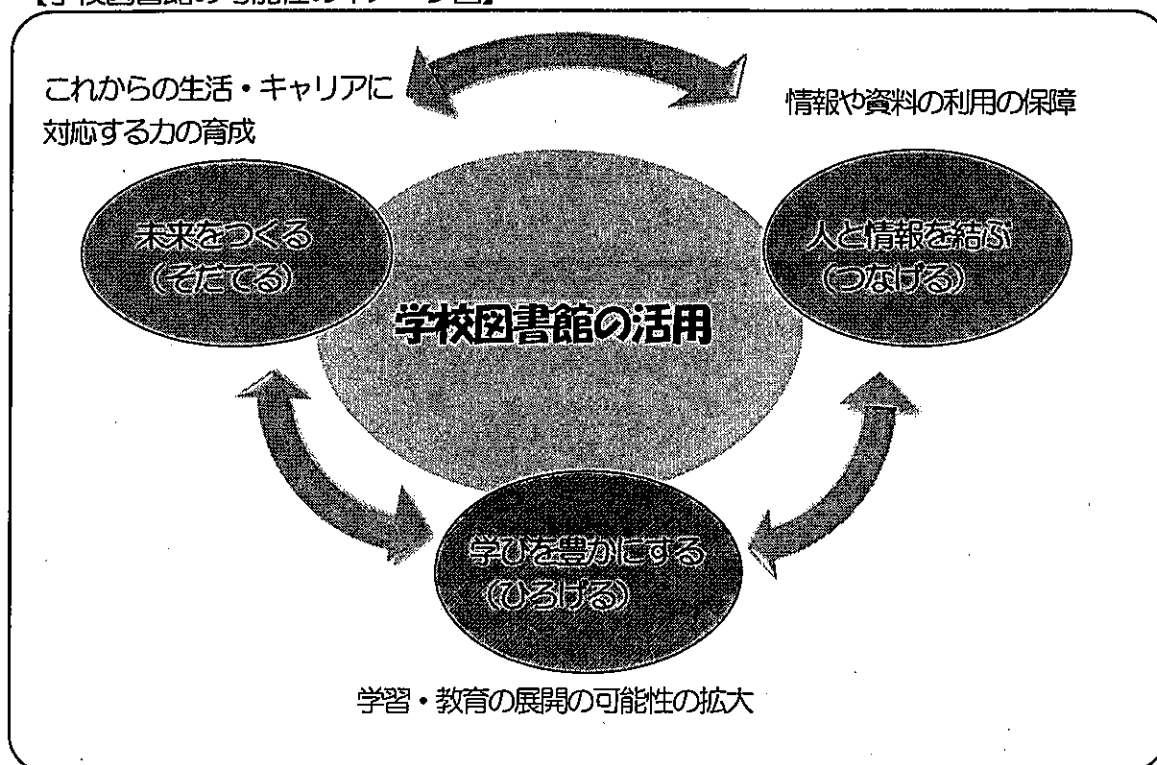 これからの生活・キャリアに
対応する力の育成
情報や資料の利用の保障
未来をつくる
(そだてる)
人と情報を結ぶ
(つなげる)
学校図書館の活用
学びを豊かにする
(ひろげる)
学習・教育の展開の可能性の拡大